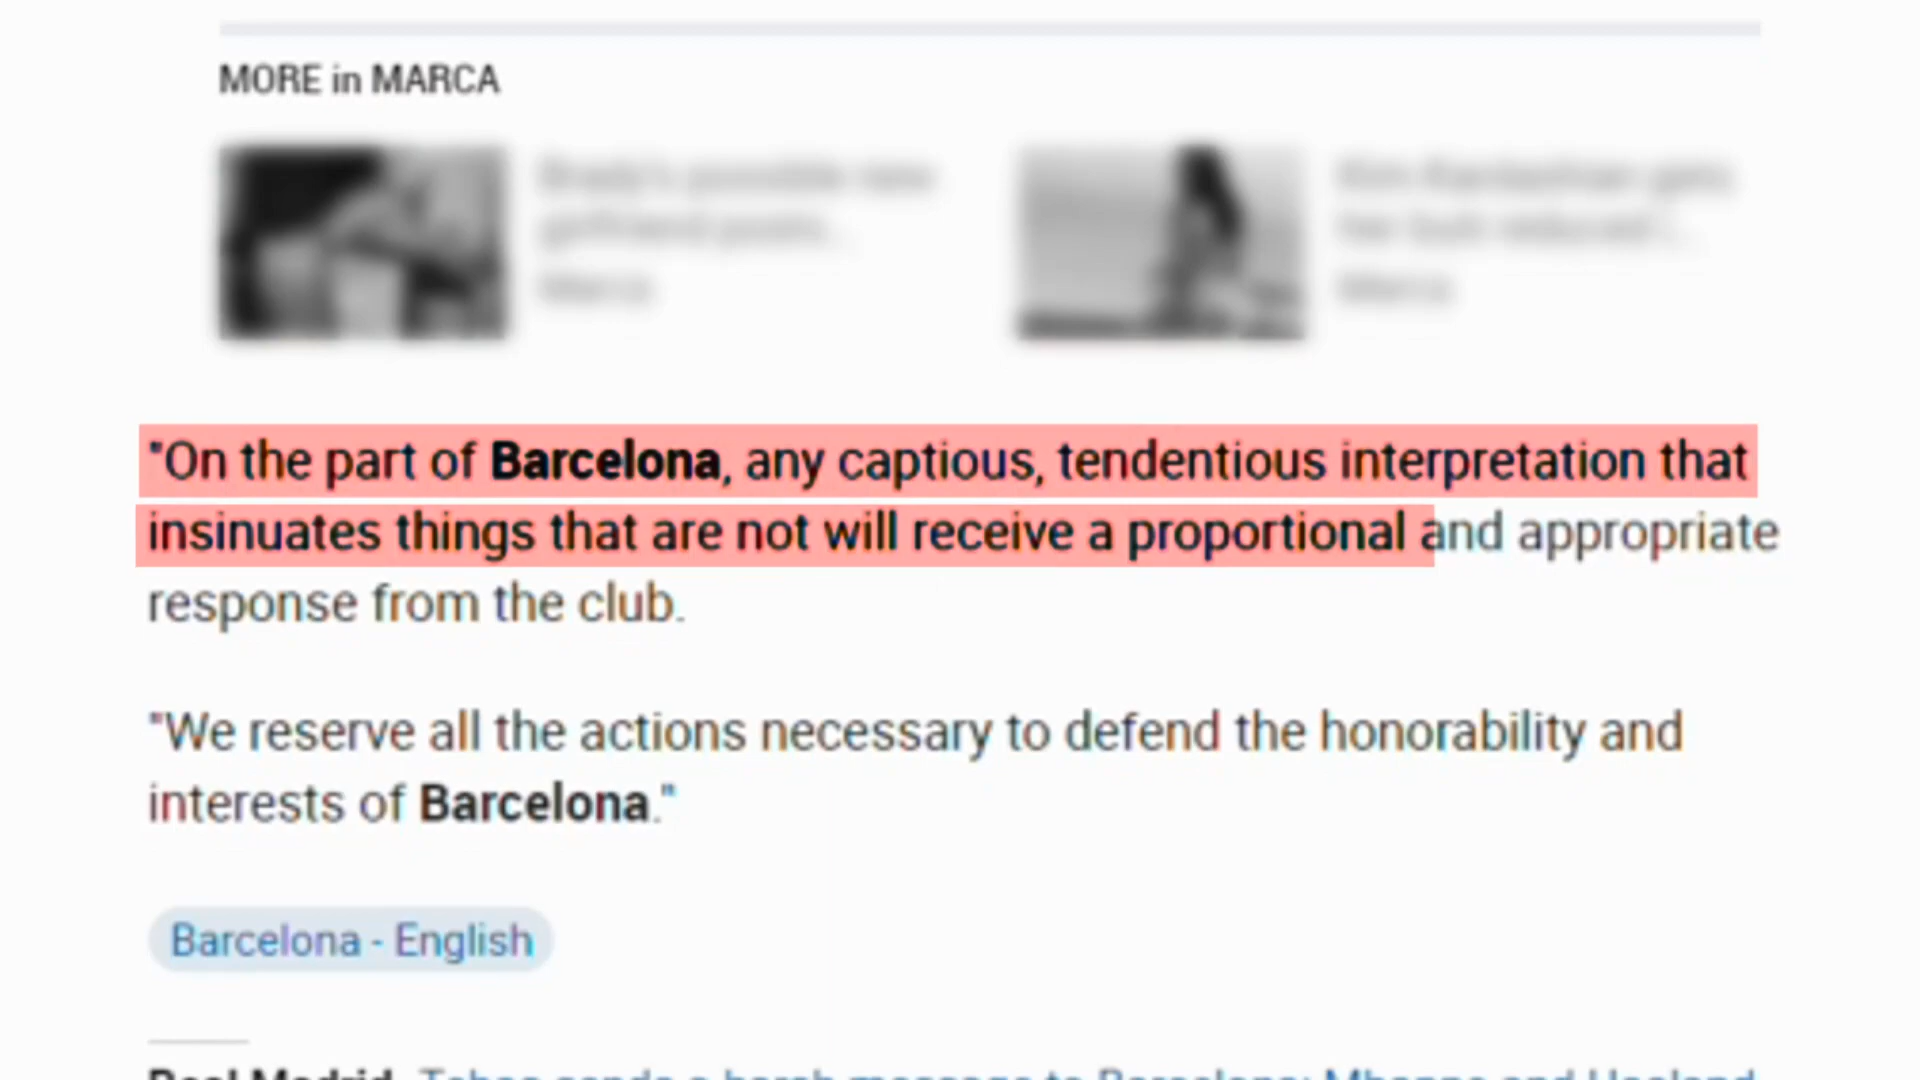 MORE in MARCA
"On the part of Barcelona, any captious, tendentious interpretation that
insinuates things that are not will receive a proportional and appropriate
response from the club.
"We reserve all the actions necessary to defend the honorability and
interests of Barcelona."
Barcelona - English